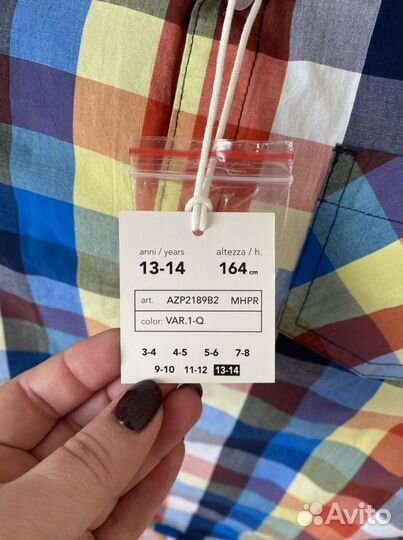 anni / years altezza / h.
13-14 164 cm
art. AZP2189B2 MHPR
color: VAR.1-Q
3-4 4-5 5-6 7-8
9-10 11-12 13-14
Avito